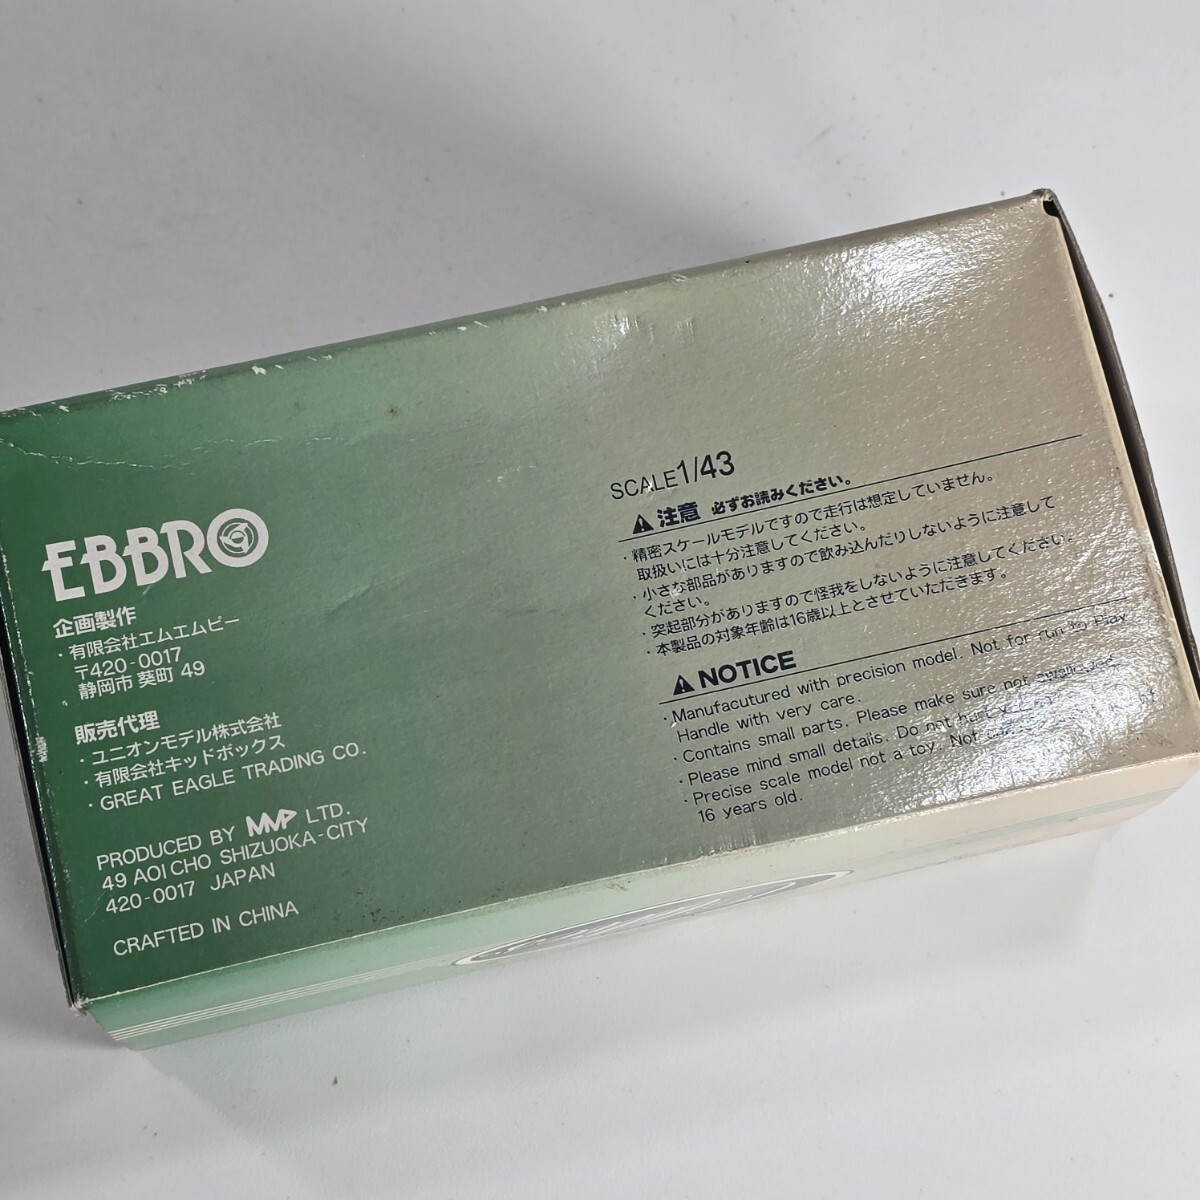 EBBRO
企画製作
・有限会社エムエムピー
〒420-0017
静岡市 葵町 49
販売代理
・ユニオンモデル株式会社
・有限会社キッドボックス
・GREAT EAGLE TRADING CO.
PRODUCED BY MMP LTD.
49 AOI CHO SHIZUOKA-CITY
420-0017 JAPAN
CRAFTED IN CHINA
SCALE1/43
注意 必ずお読みください。
・精密スケールモデルですので走行は想定していません。
取扱いには十分注意してください。
・小さな部品がありますので飲み込んだりしないように注意して
ください。
・突起部分がありますので怪我をしないように注意してください。
・本製品の対象年齢は16歳以上とさせていただきます。
NOTICE
・Manufacutured with precision model. Not for run to play
Handle with very care.
・Contains small parts. Please make sure not
・Please mind small details. Do not hurt
・Precise scale model not a toy. Not of
16 years old.